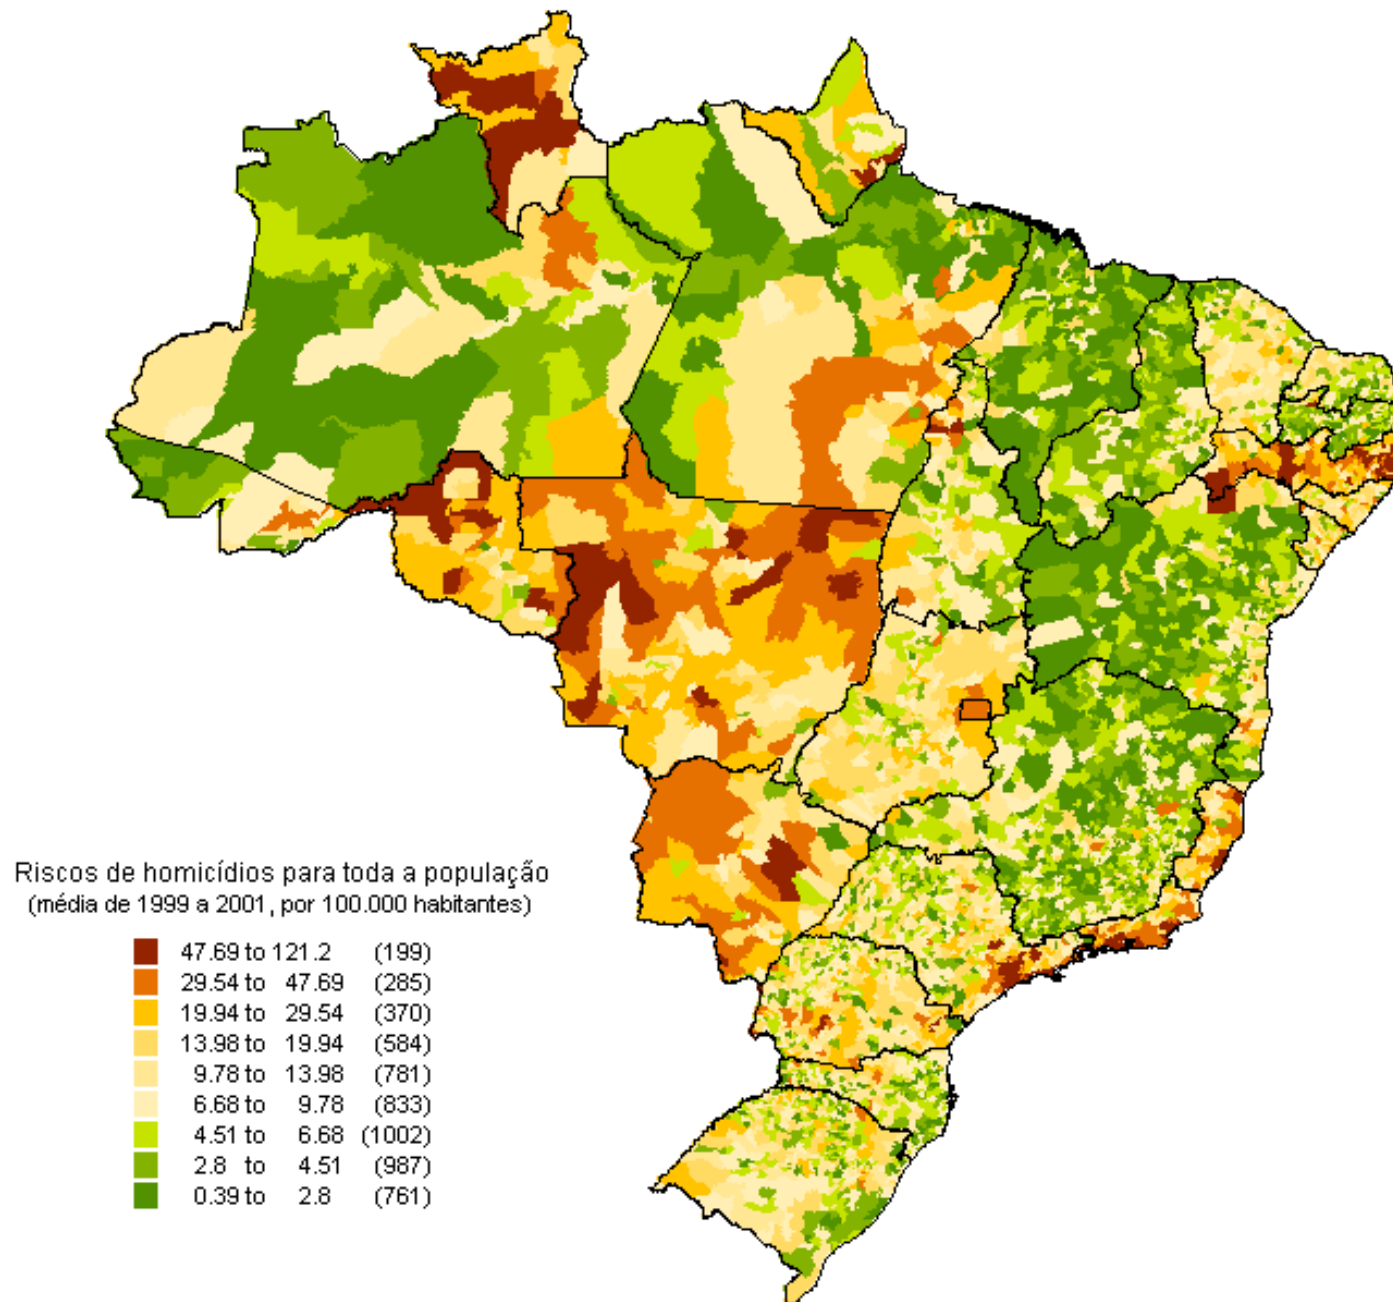 Riscos de homicídios para toda a população
(média de 1999 a 2001, por 100.000 habitantes)
47.69 to 121.2 (199)
29.54 to 47.69 (285)
19.94 to 29.54 (370)
13.98 to 19.94 (584)
9.78 to 13.98 (781)
6.68 to 9.78 (833)
4.51 to 6.68 (1002)
2.8 to 4.51 (987)
0.39 to 2.8 (761)